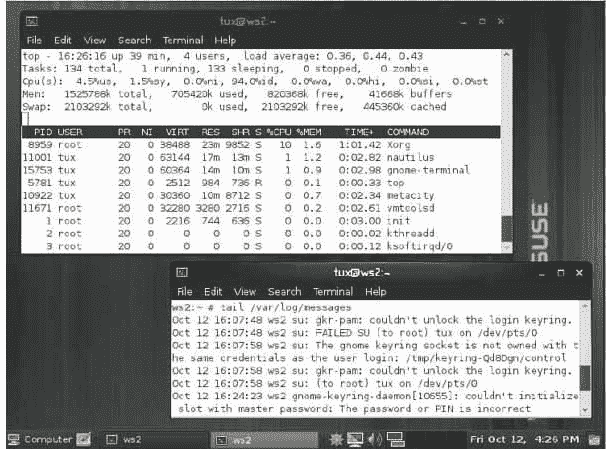 tux@ws2:~
File Edit View Search Terminal Help
top - 16:26:16 up 39 min, 4 users, load average: 0.36, 0.44, 0.43
Tasks: 134 total, 1 running, 133 sleeping, 0 stopped, 0 zombie
Cpu(s): 4.5%us, 1.5%sy, 0.0%ni, 94.0%id, 0.0%wa, 0.0%hi, 0.0%si, 0.0%st
Mem: 1525788k total, 705420k used, 820368k free, 41668k buffers
Swap: 2103292k total, 0k used, 2103292k free, 445360k cached
PID USER PR NI VIRT RES SHR S %CPU %MEM TIME+ COMMAND
8959 root 20 0 38488 23m 9852 S 10 1.6 1:01.42 Xorg
11001 tux 20 0 63144 17m 13m S 1 1.2 0:02.82 nautilus
15753 tux 20 0 60364 14m 10m S 1 0.9 0:02.98 gnome-terminal
5781 tux 20 0 2512 984 736 R 0 0.1 0:00.33 top
10922 tux 20 0 30360 10m 8712 S 0 0.7 0:02.34 metacity
11671 root 20 0 32280 3280 2716 S 0 0.2 0:02.61 vmtoolsd
1 root 20 0 2216 744 636 S 0 0.0 0:03.00 init
2 root 20 0 0 0 0 S 0 0.0 0:00.02 kthreadd
3 root 20 0 0 0 0 S 0 0.0 0:00.12 ksoftirqd/0
SUSE
tux@ws2:~
File Edit View Search Terminal Help
ws2:~ # tail /var/log/messages
Oct 12 16:07:48 ws2 su: gkr-pam: couldn't unlock the login keyring.
Oct 12 16:07:48 ws2 su: FAILED SU (to root) tux on /dev/pts/0
Oct 12 16:07:58 ws2 su: The gnome keyring socket is not owned with t
he same credentials as the user login: /tmp/keyring-Qd8Dgn/control
Oct 12 16:07:58 ws2 su: gkr-pam: couldn't unlock the login keyring.
Oct 12 16:07:58 ws2 su: (to root) tux on /dev/pts/0
Oct 12 16:24:23 ws2 gnome-keyring-daemon[10655]: couldn't initialize
slot with master password: The password or PIN is incorrect
Computer ws2 ws2 Fri Oct 12, 4:26 PM